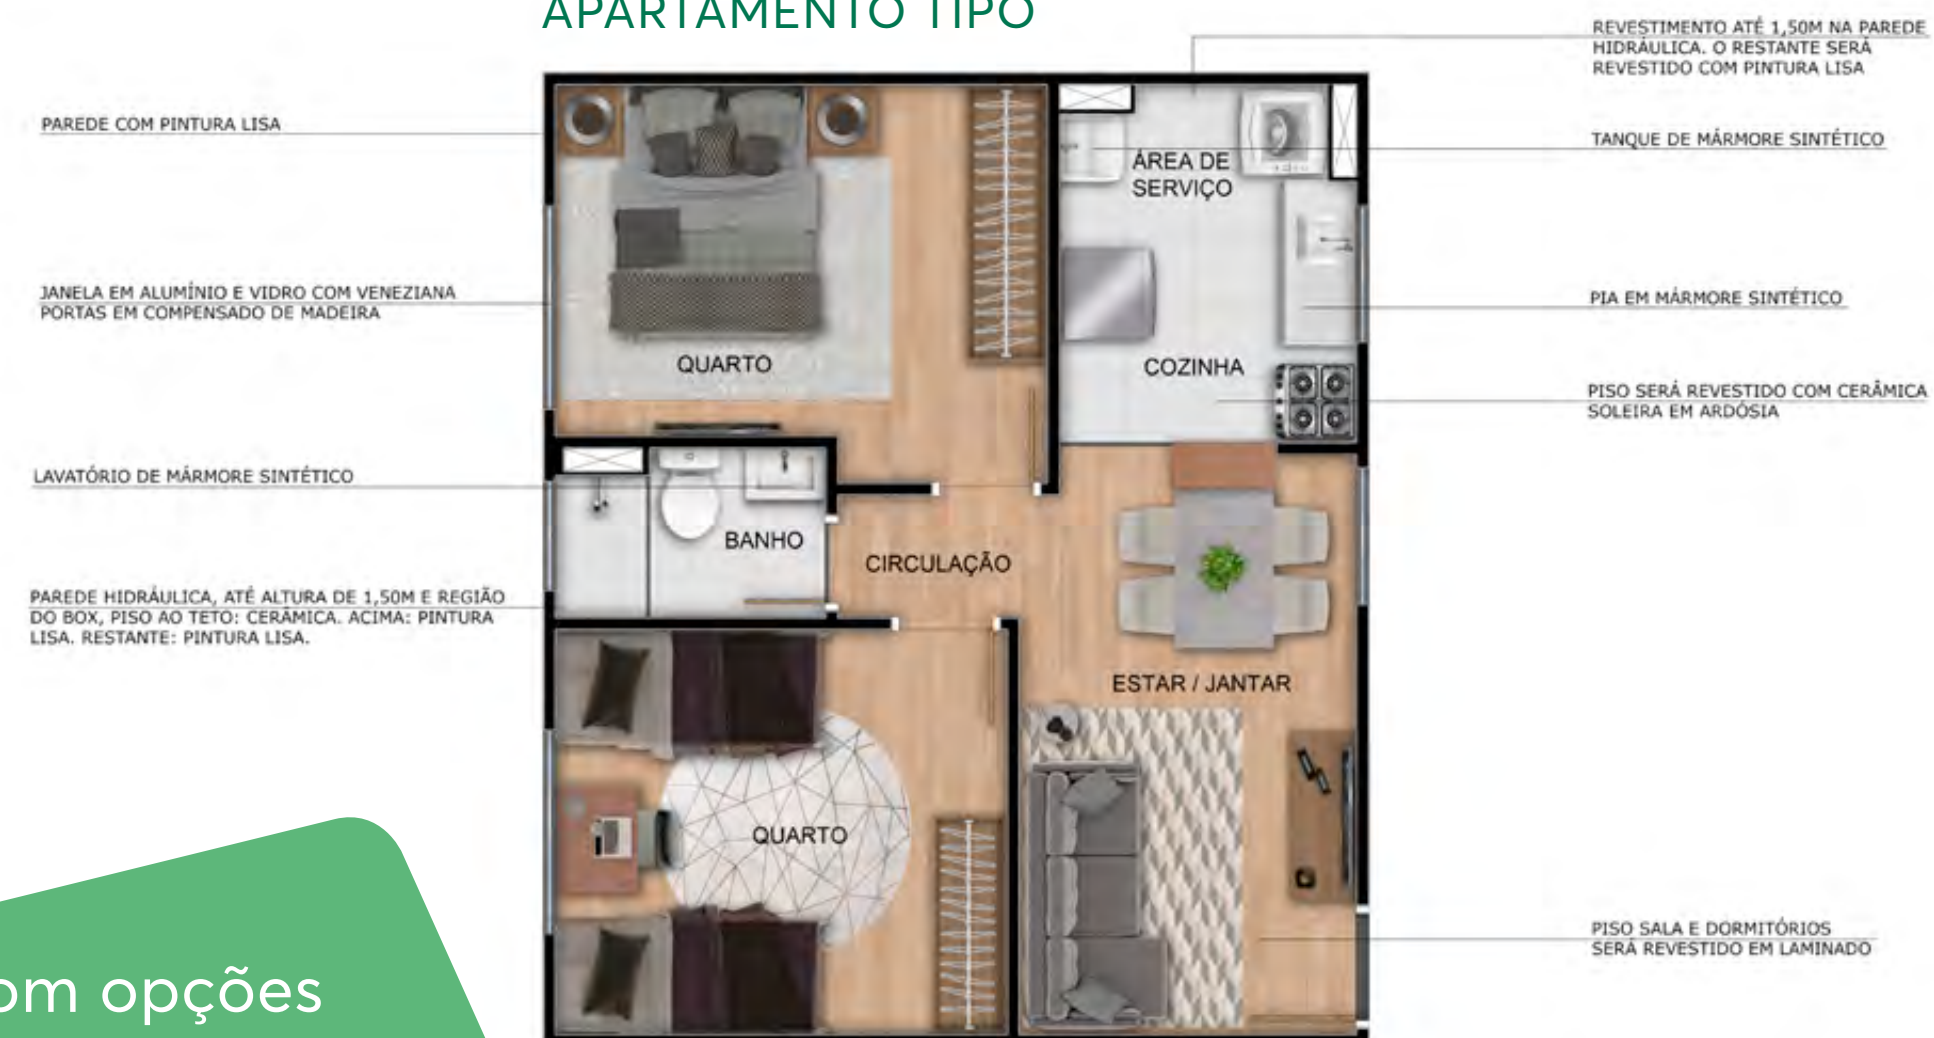 APARTAMENTO TIPO
REVESTIMENTO ATÉ 1,50M NA PAREDE
HIDRÁULICA. O RESTANTE SERÁ
REVESTIDO COM PINTURA LISA
PAREDE COM PINTURA LISA
TANQUE DE MÁRMORE SINTÉTICO
ÁREA DE
SERVIÇO
JANELA EM ALUMÍNIO E VIDRO COM VENEZIANA
PORTAS EM COMPENSADO DE MADEIRA
PIA EM MÁRMORE SINTÉTICO
QUARTO
COZINHA
PISO SERÁ REVESTIDO COM CERÂMICA
SOLEIRA EM ARDÓSIA
LAVATÓRIO DE MÁRMORE SINTÉTICO
BANHO
CIRCULAÇÃO
PAREDE HIDRÁULICA, ATÉ ALTURA DE 1,50M E REGIÃO
DO BOX, PISO AO TETO: CERÂMICA. ACIMA: PINTURA
LISA. RESTANTE: PINTURA LISA.
ESTAR / JANTAR
QUARTO
PISO SALA E DORMITÓRIOS
SERÁ REVESTIDO EM LAMINADO
om opções